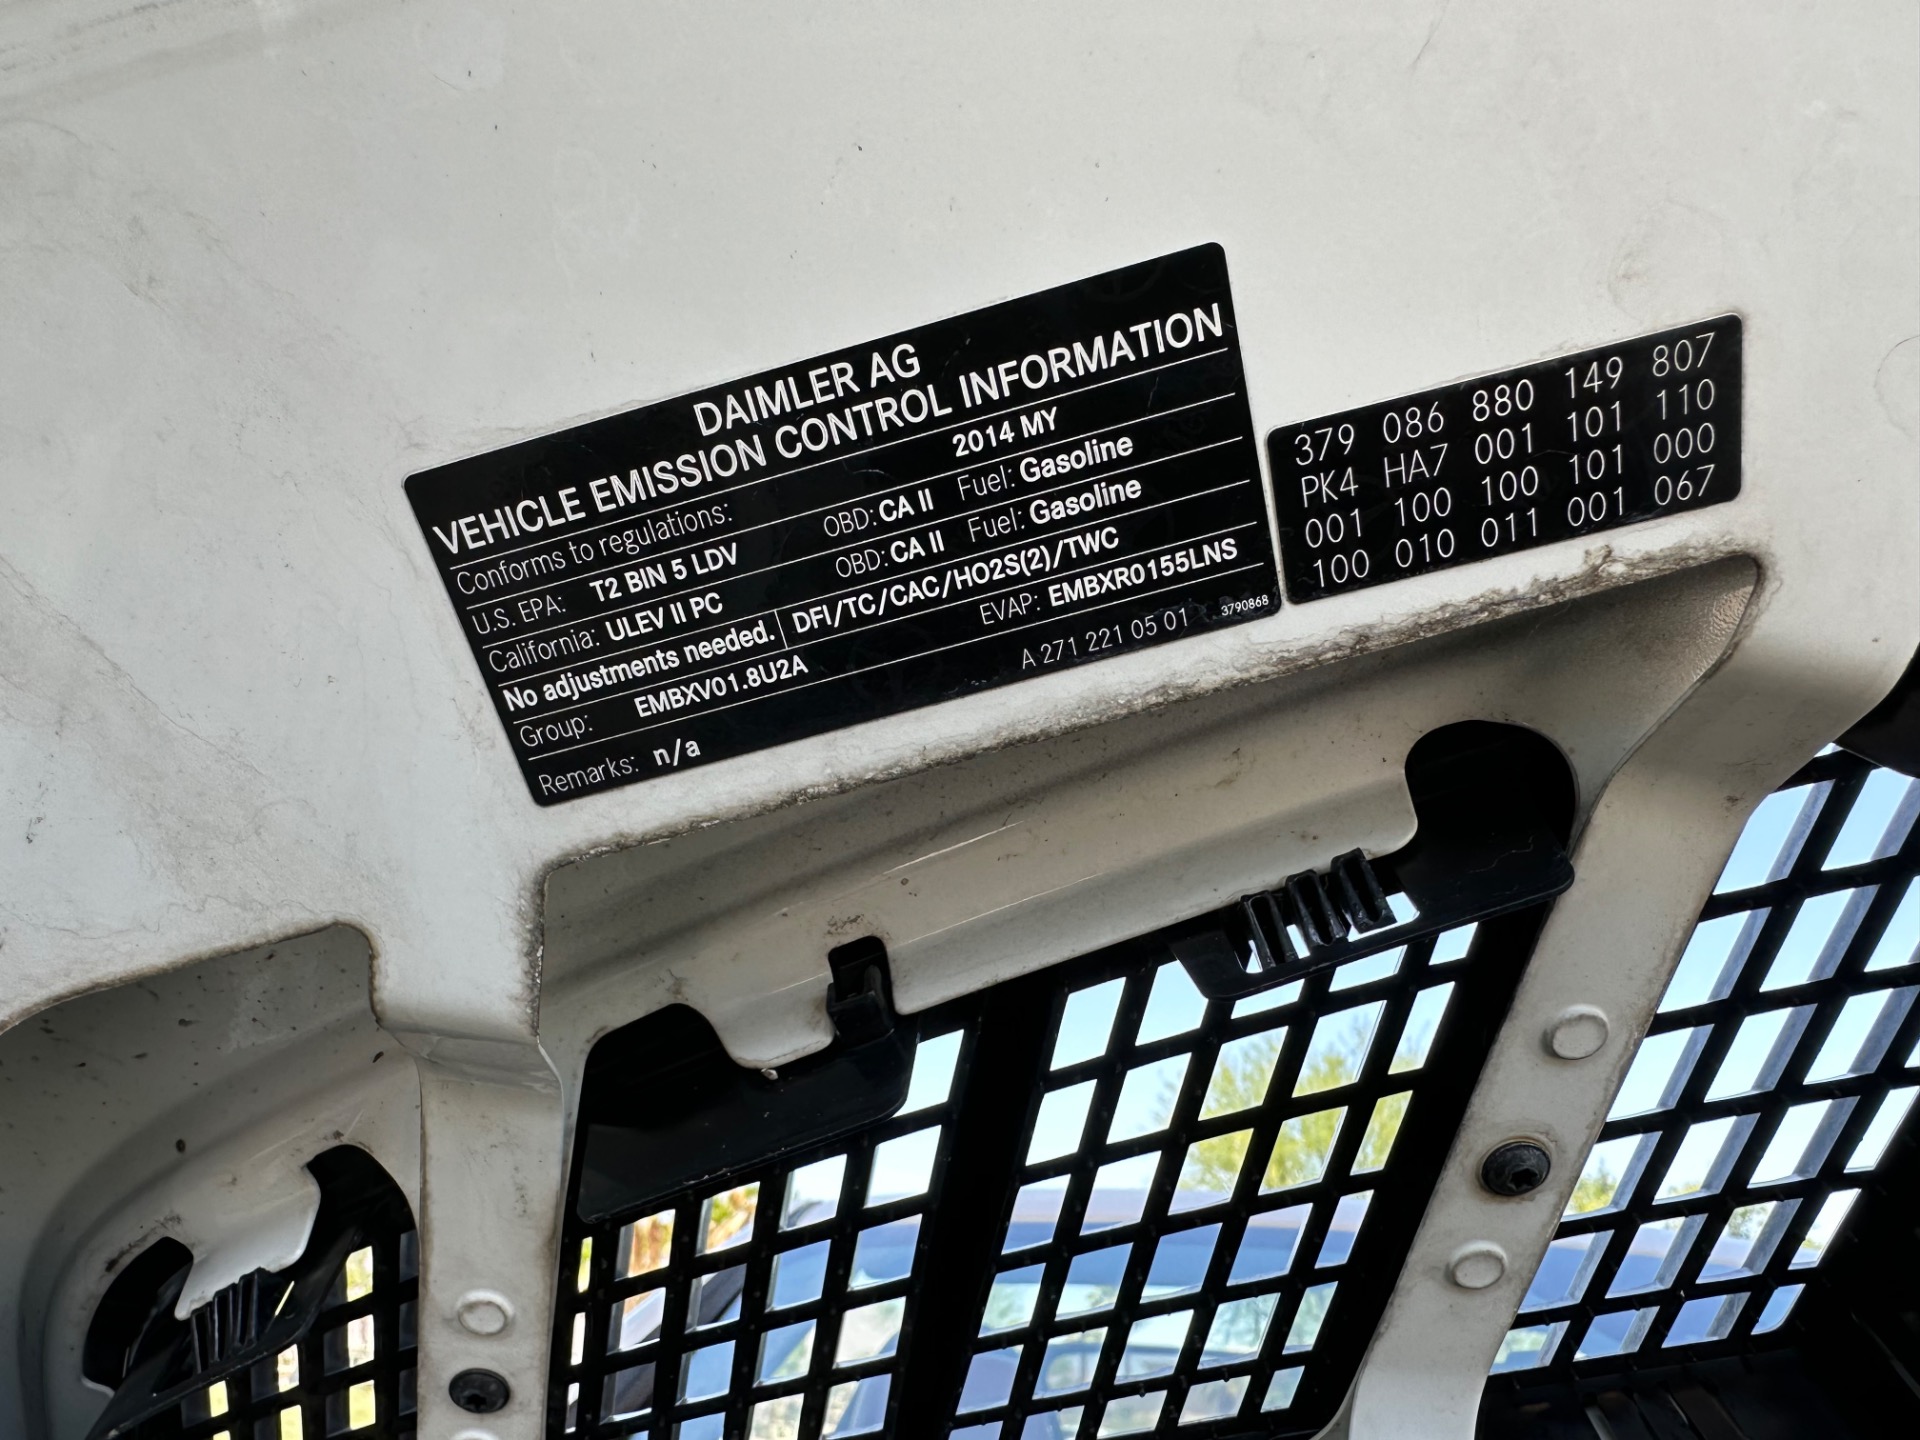 DAIMLER AG
VEHICLE EMISSION CONTROL INFORMATION
Conforms to regulations: 2014 MY
U.S. EPA: T2 BIN 5 LDV OBD: CA II Fuel: Gasoline
California: ULEV II PC OBD: CA II Fuel: Gasoline
No adjustments needed. DFI/TC/CAC/HO2S(2)/TWC
Group: EMBXV01.8U2A EVAP: EMBXR0155LNS
Remarks: n/a A 271 221 05 01 3790868
379 086 880 149 807
PK4 HA7 001 101 110
001 100 100 101 000
100 010 011 001 067